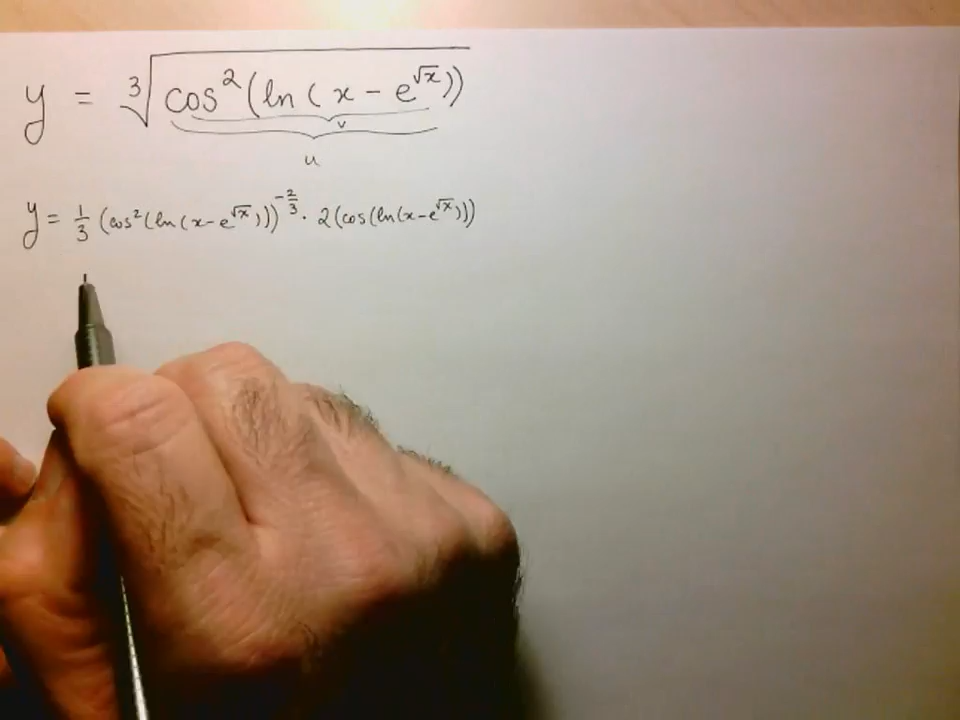 y = ∛(cos²(ln(x − e^√x)))
v
u
y = 1/3 (cos²(ln(x−e^√x)))^(−2/3) · 2(cos(ln(x−e^√x)))